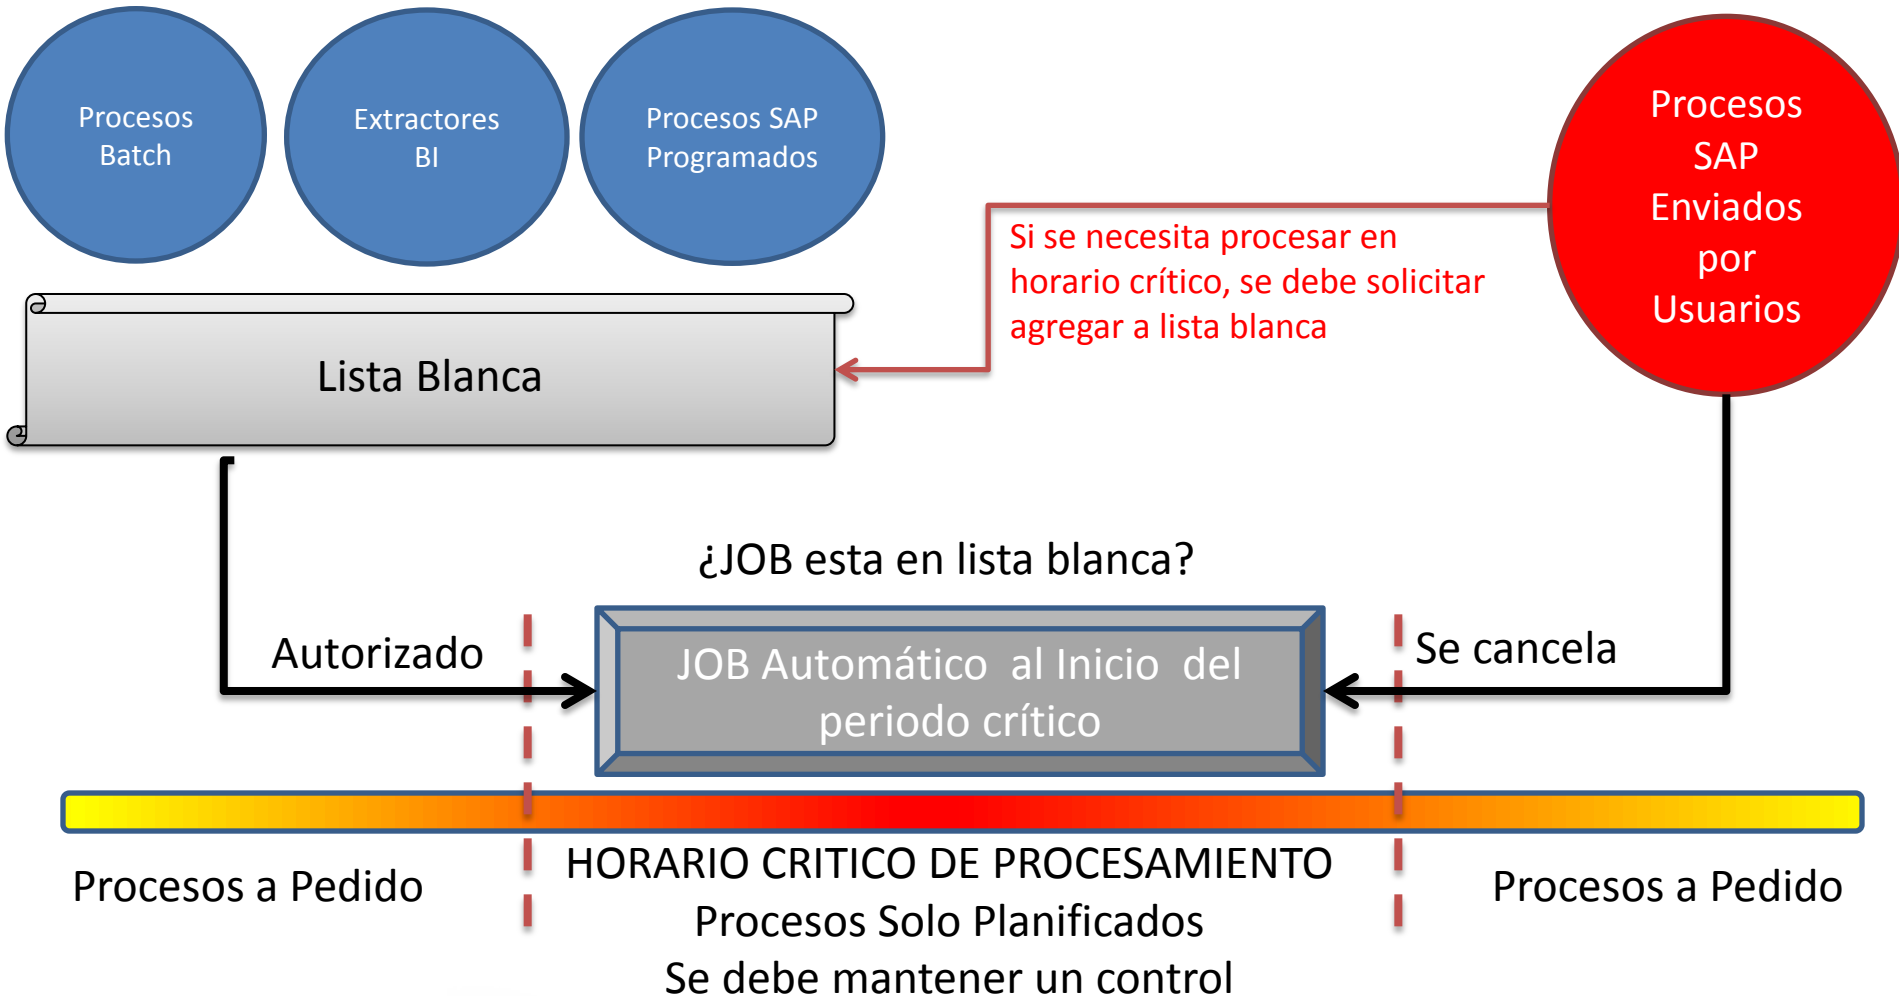 Procesos
Batch
Extractores
BI
Procesos SAP
Programados
Procesos
SAP
Enviados
por
Usuarios
Si se necesita procesar en
horario crítico, se debe solicitar
agregar a lista blanca
Lista Blanca
¿JOB esta en lista blanca?
Autorizado
JOB Automático al Inicio del
periodo crítico
Se cancela
Procesos a Pedido
HORARIO CRITICO DE PROCESAMIENTO
Procesos Solo Planificados
Se debe mantener un control
Procesos a Pedido